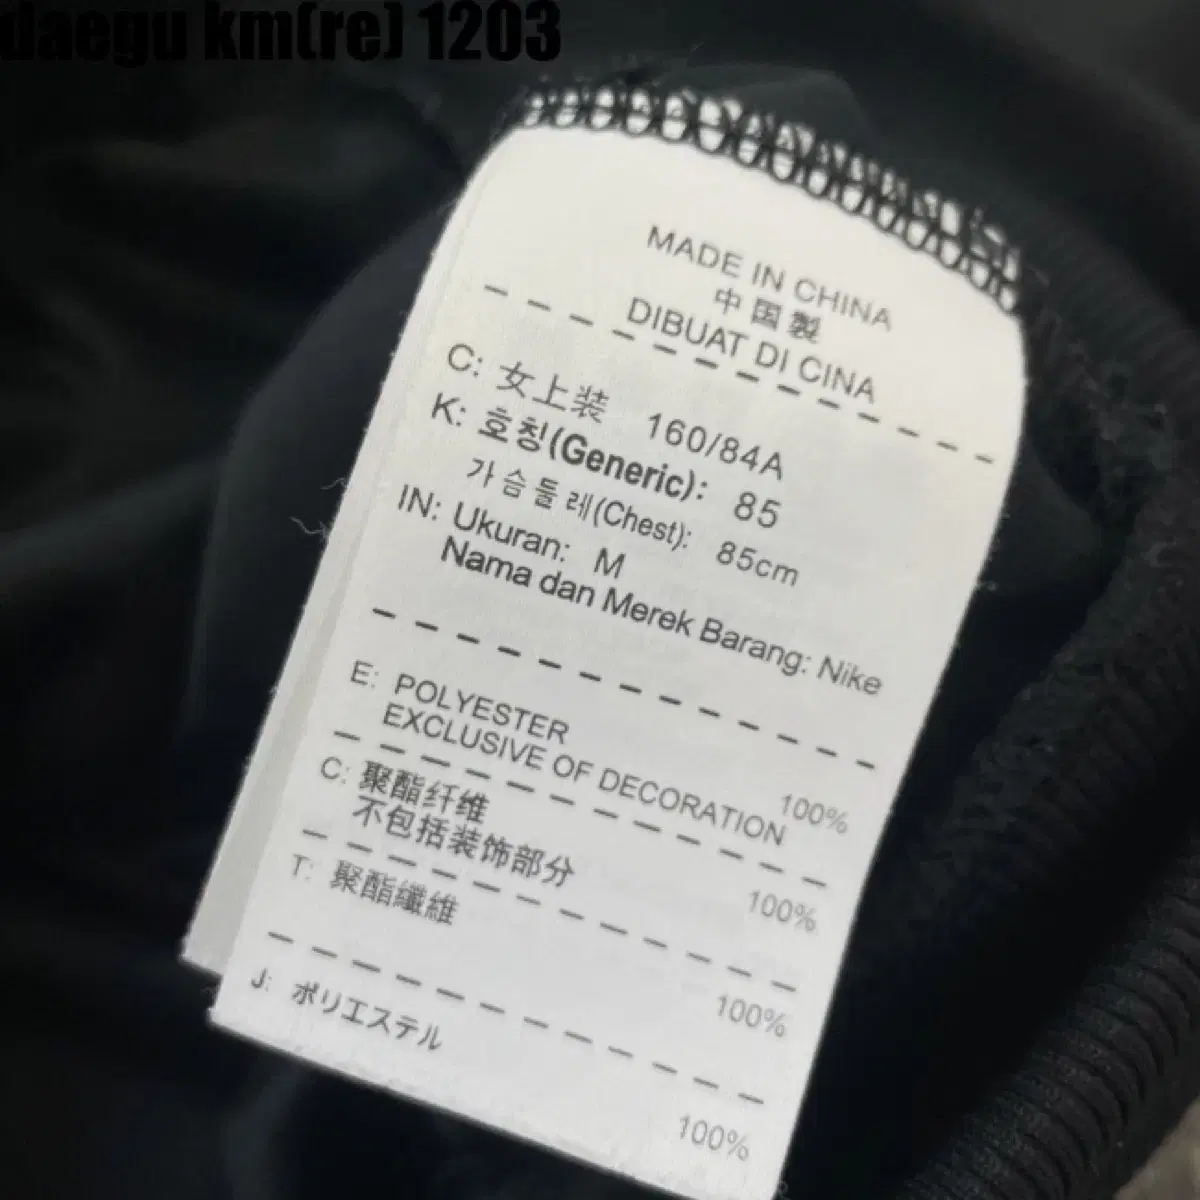 daegu km(re) 1203
MADE IN CHINA
中国製
DIBUAT DI CINA
C: 女上装 160/84A
K: 호칭(Generic): 85
가슴둘레(Chest): 85cm
IN: Ukuran: M
Nama dan Merek Barang: Nike
E: POLYESTER 100%
EXCLUSIVE OF DECORATION
C: 聚酯纤维 100%
不包括装饰部分
T: 聚酯纖維 100%
J: ポリエステル 100%